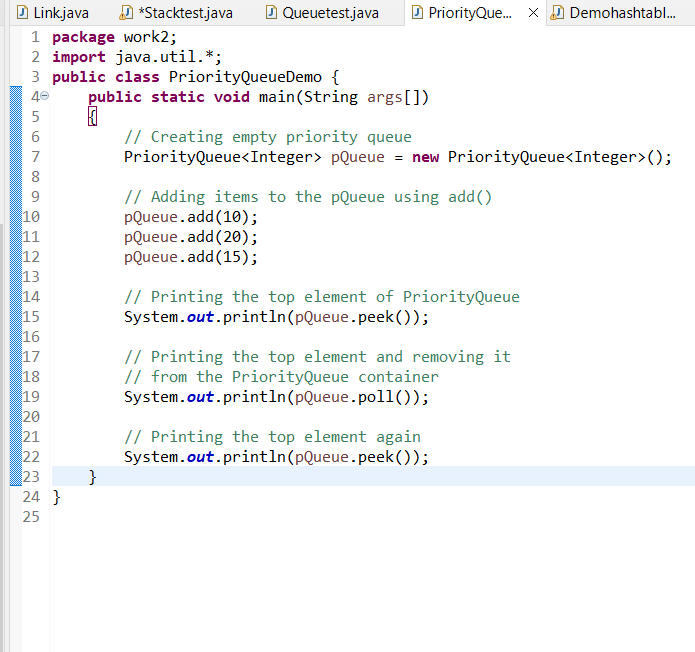 Link.java *Stacktest.java Queuetest.java PriorityQue... Demohashtabl...
1 package work2;
2 import java.util.*;
3 public class PriorityQueueDemo {
4 public static void main(String args[])
5 {
6 // Creating empty priority queue
7 PriorityQueue<Integer> pQueue = new PriorityQueue<Integer>();
8
9 // Adding items to the pQueue using add()
10 pQueue.add(10);
11 pQueue.add(20);
12 pQueue.add(15);
13
14 // Printing the top element of PriorityQueue
15 System.out.println(pQueue.peek());
16
17 // Printing the top element and removing it
18 // from the PriorityQueue container
19 System.out.println(pQueue.poll());
20
21 // Printing the top element again
22 System.out.println(pQueue.peek());
23 }
24 }
25